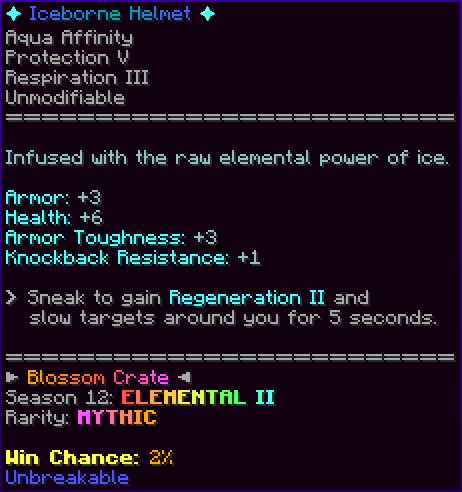 ✦ Iceborne Helmet ✦
Aqua Affinity
Protection V
Respiration III
Unmodifiable
==================================
Infused with the raw elemental power of ice.
Armor: +3
Health: +6
Armor Toughness: +3
Knockback Resistance: +1
> Sneak to gain Regeneration II and
slow targets around you for 5 seconds.
==================================
► Blossom Crate ◄
Season 12: ELEMENTAL II
Rarity: MYTHIC
Win Chance: 2%
Unbreakable